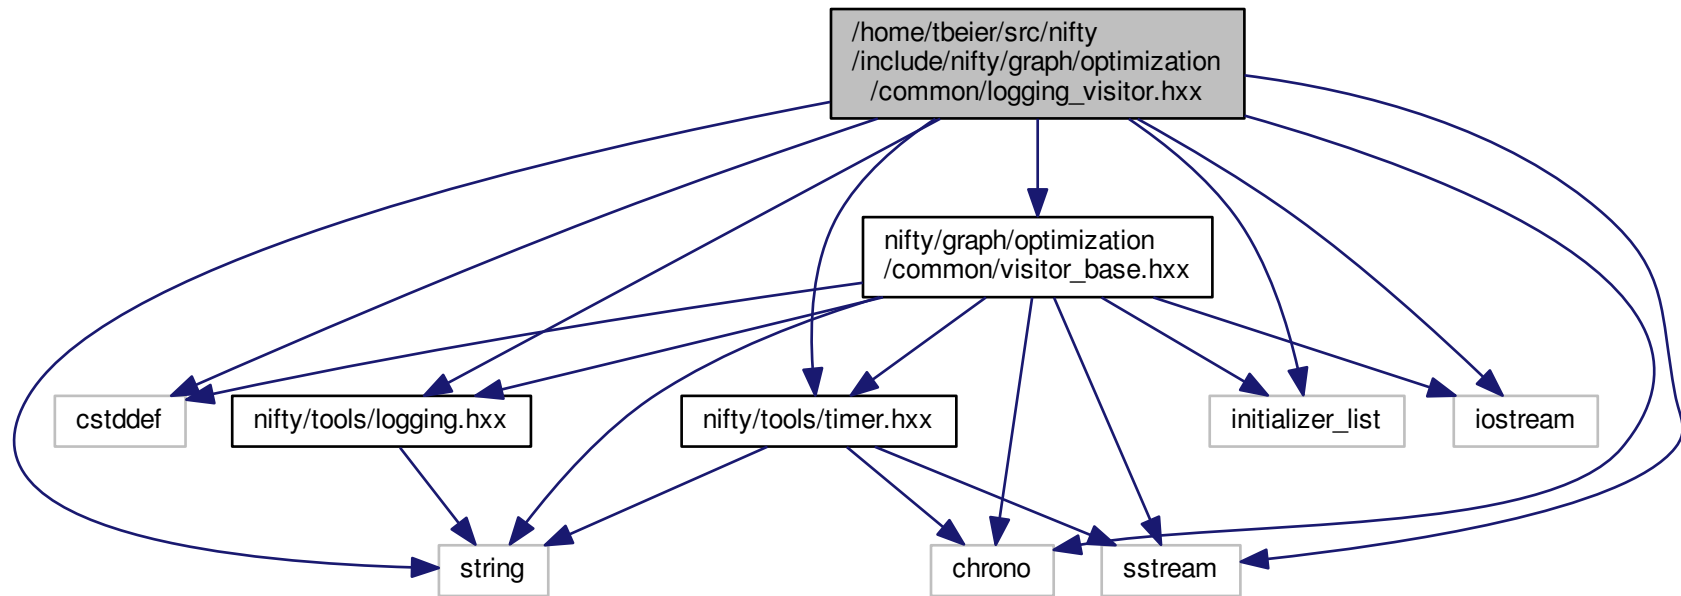 /home/tbeier/src/nifty
/include/nifty/graph/optimization
/common/logging_visitor.hxx
nifty/graph/optimization
/common/visitor_base.hxx
cstddef
nifty/tools/logging.hxx
nifty/tools/timer.hxx
initializer_list
iostream
string
chrono
sstream